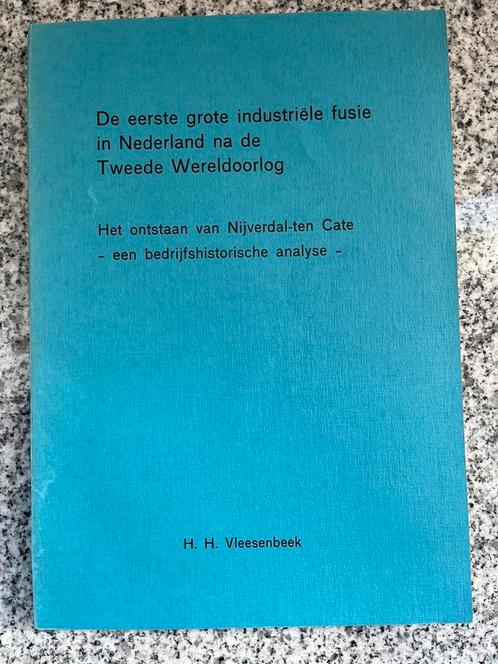 De eerste grote industriële fusie
in Nederland na de
Tweede Wereldoorlog
Het ontstaan van Nijverdal-ten Cate
- een bedrijfshistorische analyse -
H. H. Vleesenbeek